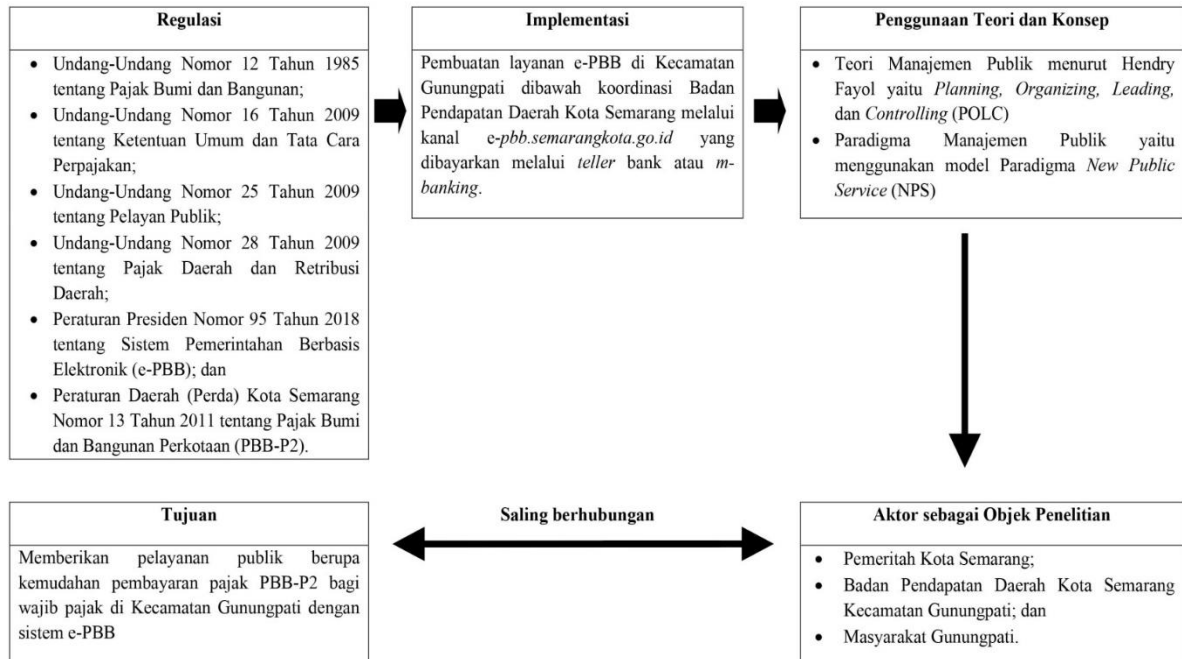 Regulasi
• Undang-Undang Nomor 12 Tahun 1985
tentang Pajak Bumi dan Bangunan;
• Undang-Undang Nomor 16 Tahun 2009
tentang Ketentuan Umum dan Tata Cara
Perpajakan;
• Undang-Undang Nomor 25 Tahun 2009
tentang Pelayan Publik;
• Undang-Undang Nomor 28 Tahun 2009
tentang Pajak Daerah dan Retribusi
Daerah;
• Peraturan Presiden Nomor 95 Tahun 2018
tentang Sistem Pemerintahan Berbasis
Elektronik (e-PBB); dan
• Peraturan Daerah (Perda) Kota Semarang
Nomor 13 Tahun 2011 tentang Pajak Bumi
dan Bangunan Perkotaan (PBB-P2).
Implementasi
Pembuatan layanan e-PBB di Kecamatan
Gunungpati dibawah koordinasi Badan
Pendapatan Daerah Kota Semarang melalui
kanal e-pbb.semarangkota.go.id yang
dibayarkan melalui teller bank atau m-
banking.
Penggunaan Teori dan Konsep
• Teori Manajemen Publik menurut Hendry
Fayol yaitu Planning, Organizing, Leading,
dan Controlling (POLC)
• Paradigma Manajemen Publik yaitu
menggunakan model Paradigma New Public
Service (NPS)
Tujuan
Memberikan pelayanan publik berupa
kemudahan pembayaran pajak PBB-P2 bagi
wajib pajak di Kecamatan Gunungpati dengan
sistem e-PBB
Saling berhubungan
Aktor sebagai Objek Penelitian
• Pemeritah Kota Semarang;
• Badan Pendapatan Daerah Kota Semarang
Kecamatan Gunungpati; dan
• Masyarakat Gunungpati.